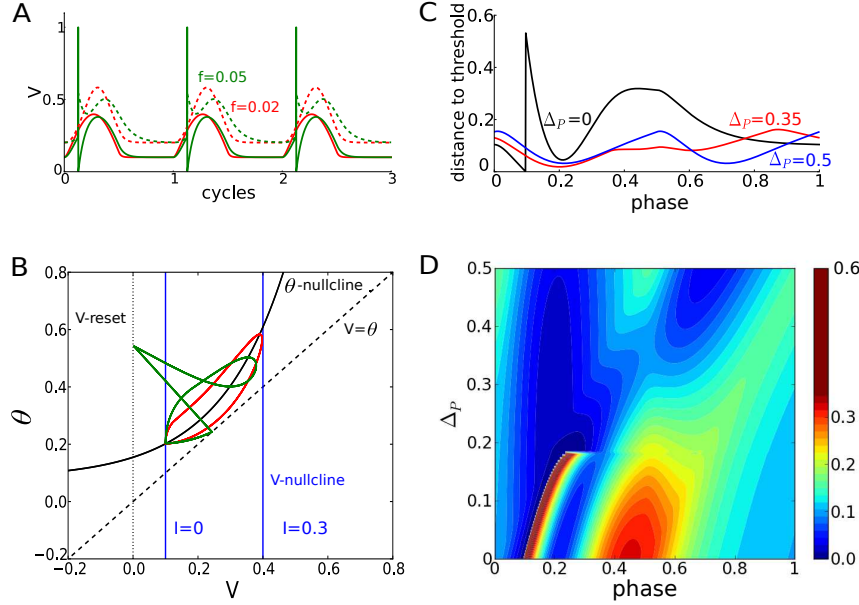 A
1
V
0.5
0
f=0.05
f=0.02
0
1
2
3
cycles
C
0.6
0.4
0.2
0
distance to threshold
Δ_P=0
Δ_P=0.35
Δ_P=0.5
0
0.2
0.4
0.6
0.8
1
phase
B
0.8
0.6
0.4
0.2
0.0
−0.2
θ
θ-nullcline
V-reset
V=θ
V-nullcline
I=0
I=0.3
−0.2
0.0
0.2
0.4
0.6
0.8
V
D
0.5
0.4
0.3
0.2
0.1
0
Δ_P
0
0.2
0.4
0.6
0.8
1
phase
0.6
0.3
0.2
0.1
0.0